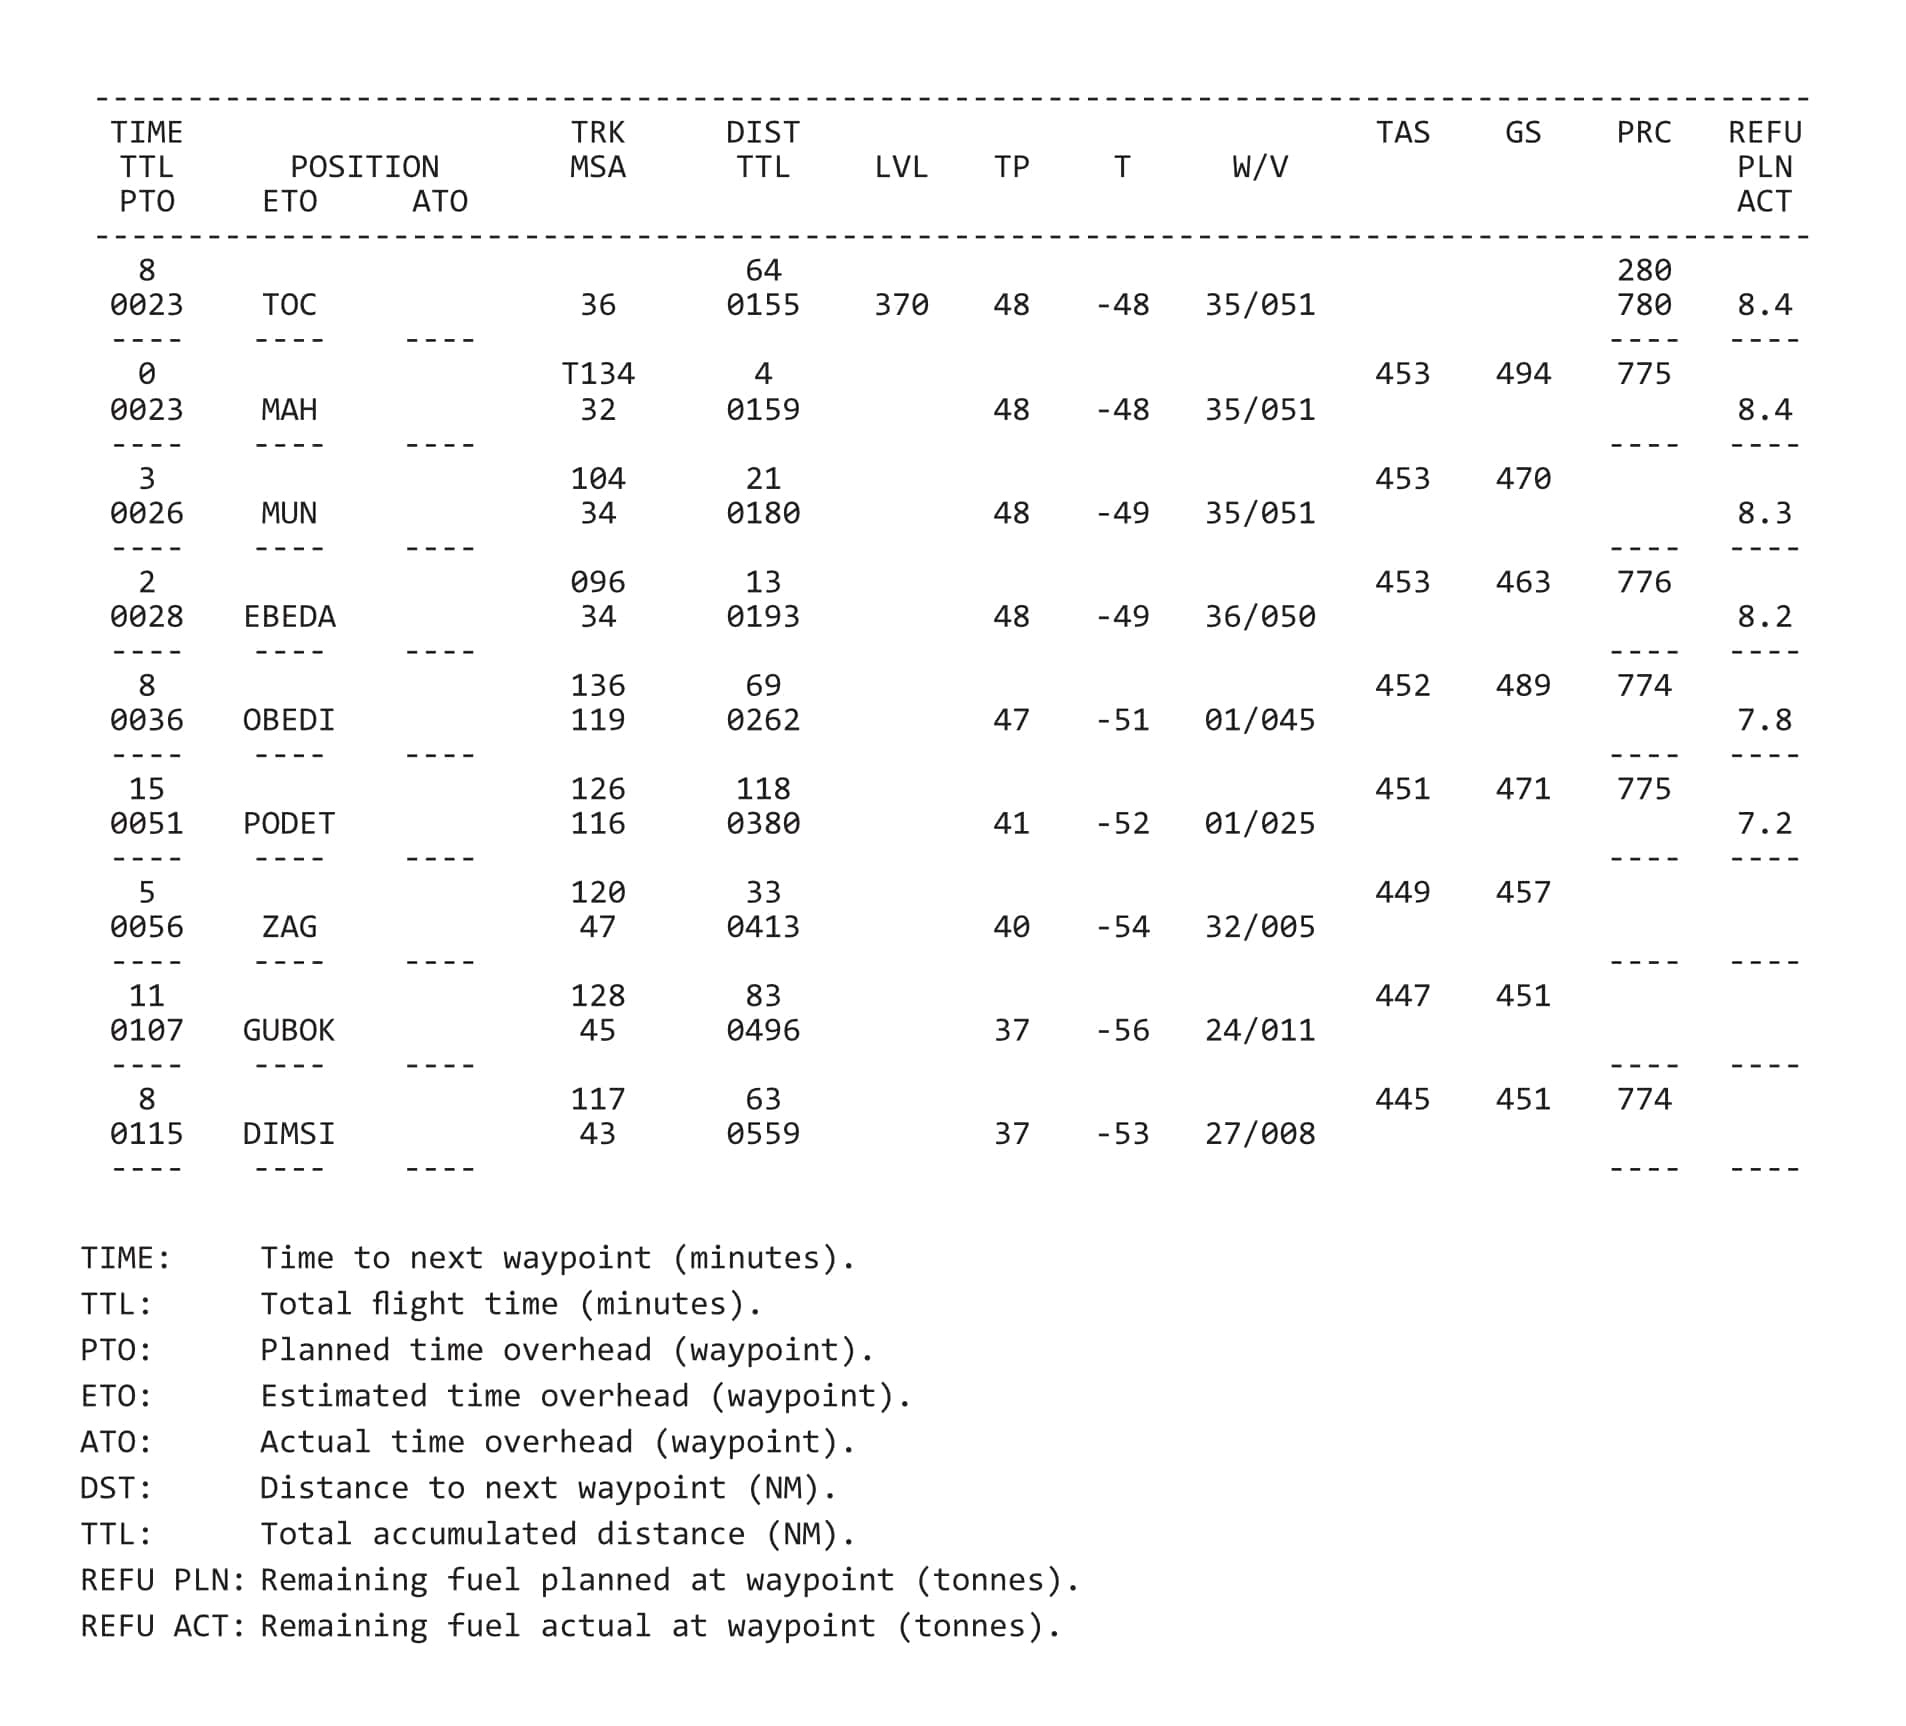 ----------------------------------------------------------------------------------------
TIME TRK DIST TAS GS PRC REFU
TTL POSITION MSA TTL LVL TP T W/V PLN
PTO ETO ATO ACT
----------------------------------------------------------------------------------------
8 64 280
0023 TOC 36 0155 370 48 -48 35/051 780 8.4
---- ---- ---- ---- ----
0 T134 4 453 494 775
0023 MAH 32 0159 48 -48 35/051 8.4
---- ---- ---- ---- ----
3 104 21 453 470
0026 MUN 34 0180 48 -49 35/051 8.3
---- ---- ---- ---- ----
2 096 13 453 463 776
0028 EBEDA 34 0193 48 -49 36/050 8.2
---- ---- ---- ---- ----
8 136 69 452 489 774
0036 OBEDI 119 0262 47 -51 01/045 7.8
---- ---- ---- ---- ----
15 126 118 451 471 775
0051 PODET 116 0380 41 -52 01/025 7.2
---- ---- ---- ---- ----
5 120 33 449 457
0056 ZAG 47 0413 40 -54 32/005
---- ---- ---- ---- ----
11 128 83 447 451
0107 GUBOK 45 0496 37 -56 24/011
---- ---- ---- ---- ----
8 117 63 445 451 774
0115 DIMSI 43 0559 37 -53 27/008
---- ---- ---- ---- ----
TIME: Time to next waypoint (minutes).
TTL: Total flight time (minutes).
PTO: Planned time overhead (waypoint).
ETO: Estimated time overhead (waypoint).
ATO: Actual time overhead (waypoint).
DST: Distance to next waypoint (NM).
TTL: Total accumulated distance (NM).
REFU PLN: Remaining fuel planned at waypoint (tonnes).
REFU ACT: Remaining fuel actual at waypoint (tonnes).